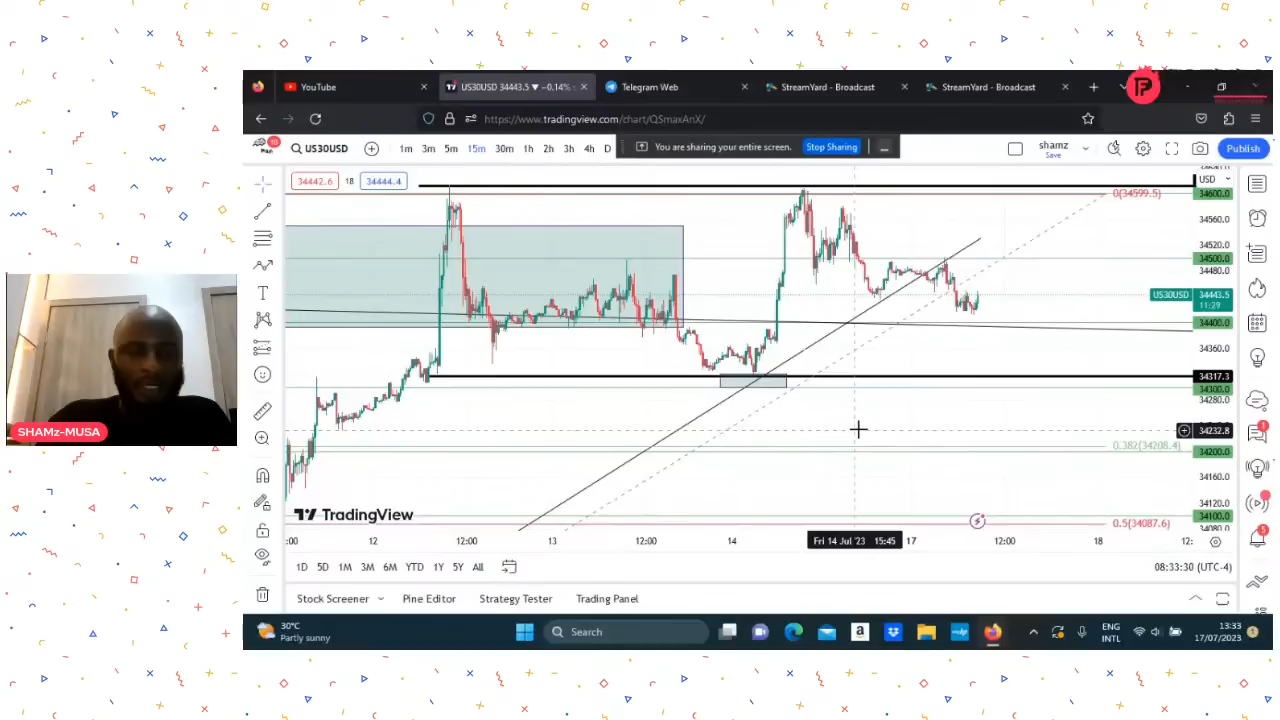 YouTube
US30USD 34443.5 ▼ −0.14%
Telegram Web
StreamYard - Broadcast
StreamYard - Broadcast
https://www.tradingview.com/chart/QSmaxAnX/
10
US30USD
1m 3m 5m 15m 30m 1h 2h 3h 4h D
You are sharing your entire screen.
Stop Sharing
shamz
Save
Publish
34442.6 18 34444.4
USD
0(34599.5)
34600.0
34560.0
34520.0
34500.0
34480.0
US30USD 34443.5
11:29
34400.0
34360.0
34317.3
34300.0
34280.0
34232.8
0.382(34208.4)
34200.0
34160.0
34120.0
34100.0
34080.0
0.5(34087.6)
1
5
SHAMz-MUSA
TradingView
:00 12 12:00 13 12:00 14 Fri 14 Jul '23 15:45 17 12:00 18 12:
1D 5D 1M 3M 6M YTD 1Y 5Y All
08:33:30 (UTC-4)
Stock Screener Pine Editor Strategy Tester Trading Panel
30°C
Partly sunny
Search
ENG
INTL
13:33
17/07/2023
1